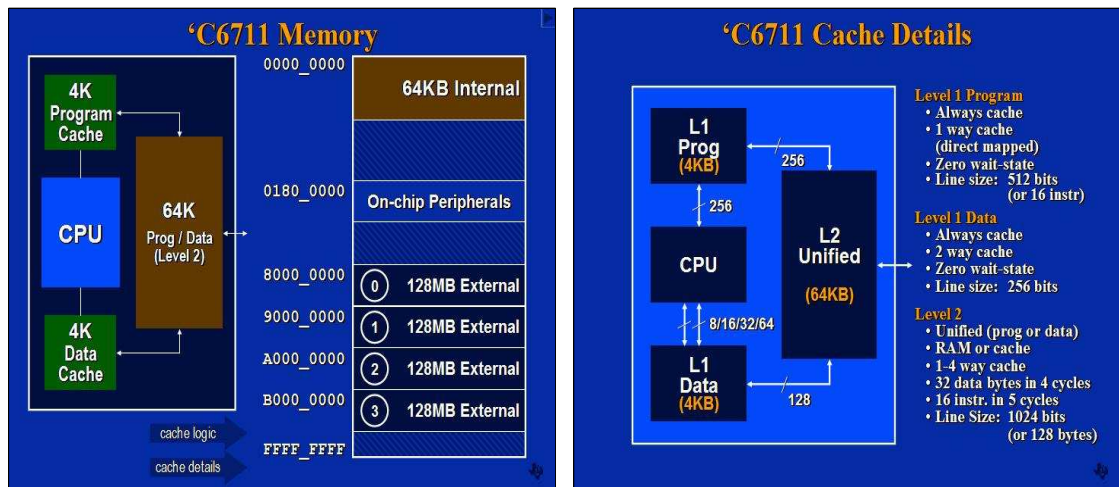 ‘C6711 Memory
4K
Program
Cache
CPU
64K
Prog / Data
(Level 2)
4K
Data
Cache
0000_0000
64KB Internal
0180_0000
On-chip Peripherals
8000_0000
0 128MB External
9000_0000
1 128MB External
A000_0000
2 128MB External
B000_0000
3 128MB External
FFFF_FFFF
cache logic
cache details
‘C6711 Cache Details
L1
Prog
(4KB)
256
256
CPU
L2
Unified
(64KB)
8/16/32/64
L1
Data
(4KB)
128
Level 1 Program
• Always cache
• 1 way cache
(direct mapped)
• Zero wait-state
• Line size: 512 bits
(or 16 instr)
Level 1 Data
• Always cache
• 2 way cache
• Zero wait-state
• Line size: 256 bits
Level 2
• Unified (prog or data)
• RAM or cache
• 1-4 way cache
• 32 data bytes in 4 cycles
• 16 instr. in 5 cycles
• Line Size: 1024 bits
(or 128 bytes)